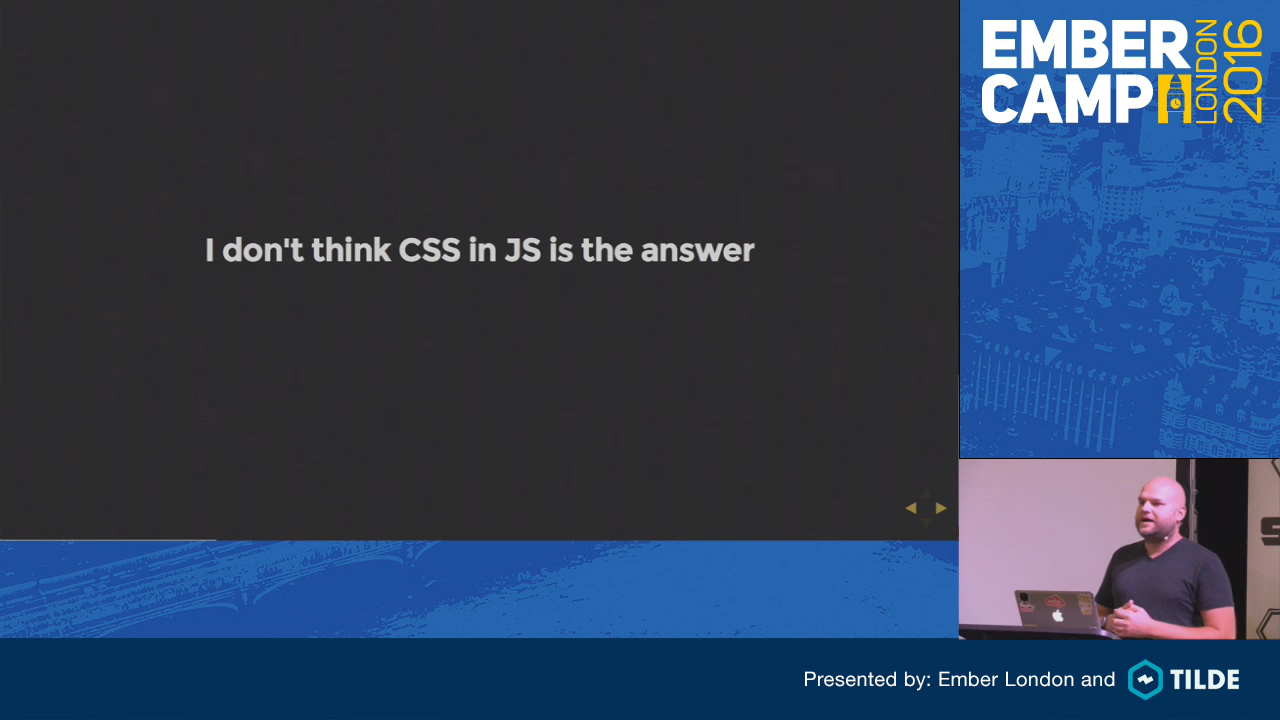 I don't think CSS in JS is the answer
EMBER
CAMP
LONDON
2016
Presented by: Ember London and
TILDE